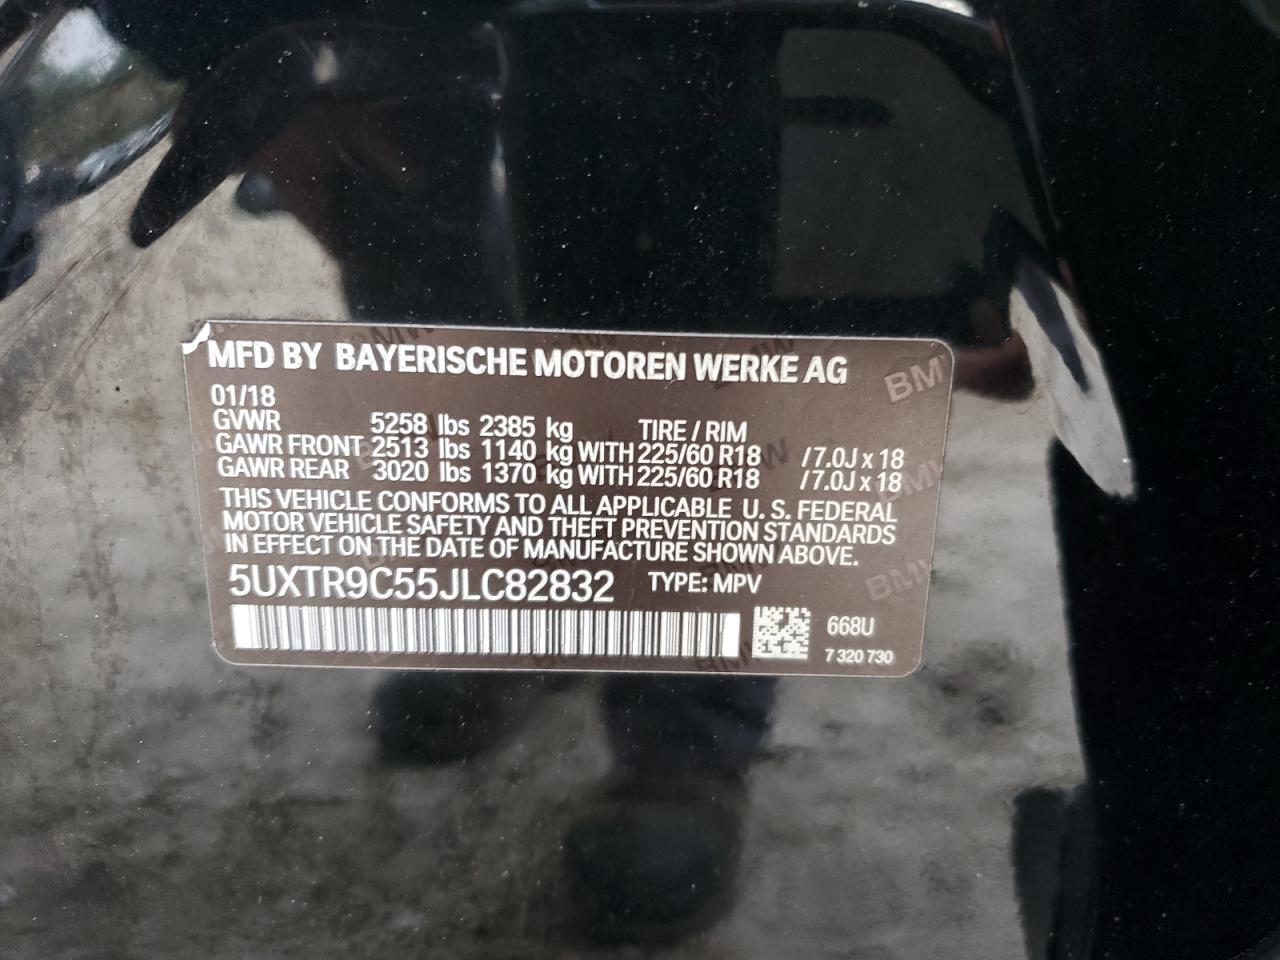 MFD BY BAYERISCHE MOTOREN WERKE AG
01/18
GVWR 5258 lbs 2385 kg TIRE / RIM
GAWR FRONT 2513 lbs 1140 kg WITH 225/60 R18 /7.0J x 18
GAWR REAR 3020 lbs 1370 kg WITH 225/60 R18 /7.0J x 18
THIS VEHICLE CONFORMS TO ALL APPLICABLE U. S. FEDERAL
MOTOR VEHICLE SAFETY AND THEFT PREVENTION STANDARDS
IN EFFECT ON THE DATE OF MANUFACTURE SHOWN ABOVE.
5UXTR9C55JLC82832 TYPE: MPV
668U
7 320 730